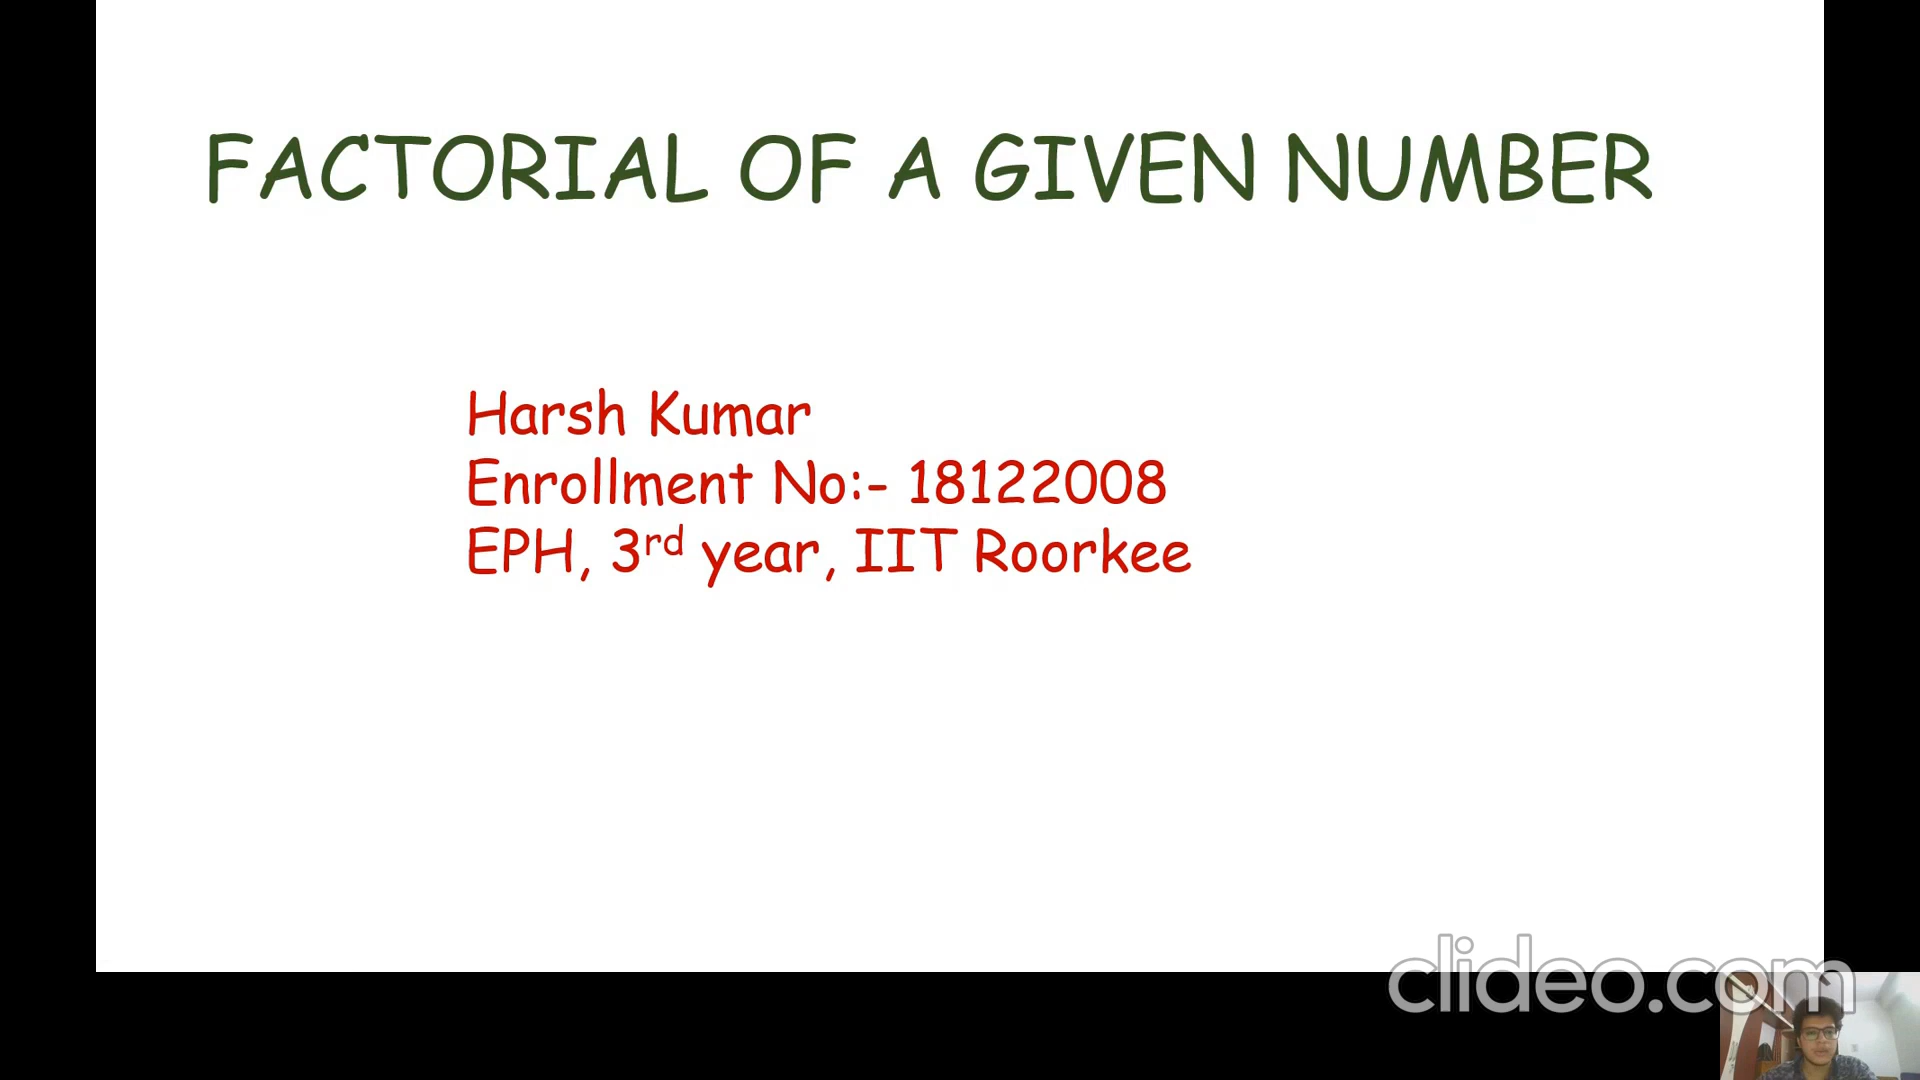 FACTORIAL OF A GIVEN NUMBER
Harsh Kumar
Enrollment No:- 18122008
EPH, 3rd year, IIT Roorkee
clideo.com